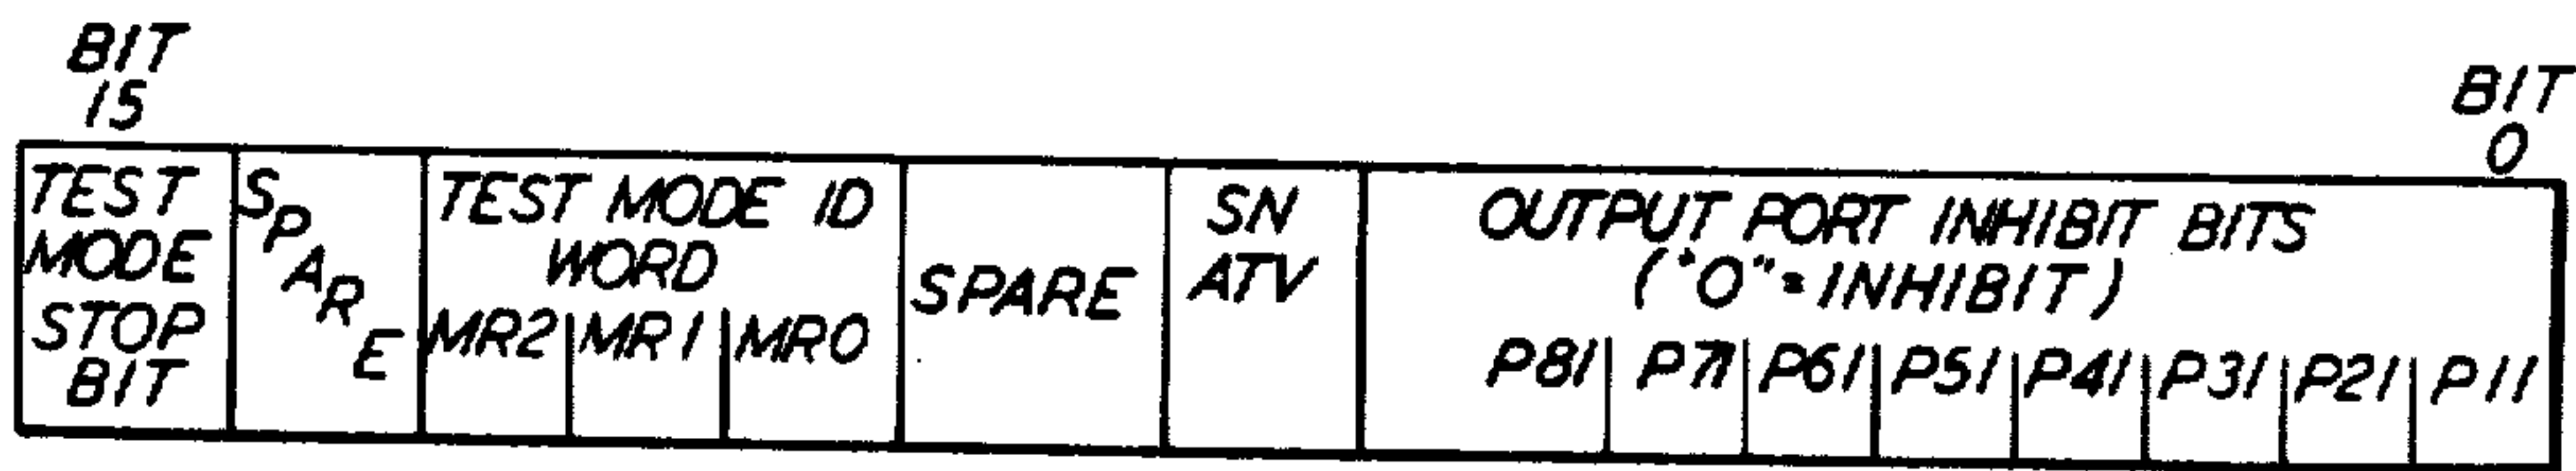 BIT
15
BIT
0
TEST
MODE
STOP
BIT
SPARE
TEST MODE ID
WORD
MR2 MR1 MR0
SPARE
SN
ATV
OUTPUT PORT INHIBIT BITS
("0"=INHIBIT)
P8I P7I P6I P5I P4I P3I P2I P1I